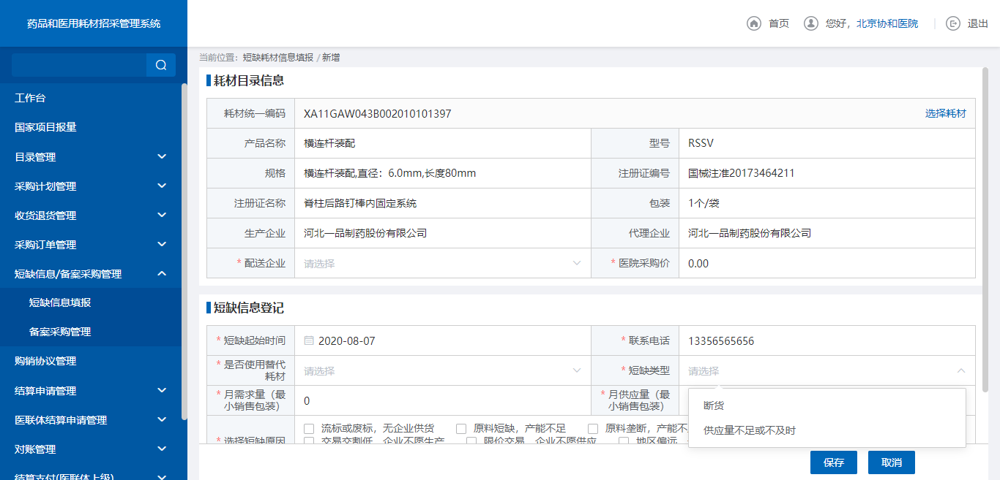 药品和医用耗材招采管理系统
首页
您好，北京协和医院
退出
当前位置：短缺耗材信息填报 / 新增
工作台
国家项目报量
目录管理
采购计划管理
收货退货管理
采购订单管理
短缺信息/备案采购管理
短缺信息填报
备案采购管理
购销协议管理
结算申请管理
医联体结算申请管理
对账管理
结算支付(医联体上级)
耗材目录信息
耗材统一编码 XA11GAW043B002010101397 选择耗材
产品名称 横连杆装配 型号 RSSV
规格 横连杆装配,直径：6.0mm,长度80mm 注册证编号 国械注准20173464211
注册证名称 脊柱后路钉棒内固定系统 包装 1个/袋
生产企业 河北一品制药股份有限公司 代理企业 河北一品制药股份有限公司
* 配送企业 请选择 * 医院采购价 0.00
短缺信息登记
* 短缺起始时间 2020-08-07 * 联系电话 13356565656
* 是否使用替代
耗材 请选择 * 短缺类型 请选择
* 月需求量（最
小销售包装） 0 * 月供应量（最
小销售包装）
断货
供应量不足或不及时
* 选择短缺原因
流标或废标，无企业供货 原料短缺，产能不足 原料垄断，产能不
交易交割低，企业不愿生产 限价交易，企业不愿供应 地区偏远
保存 取消